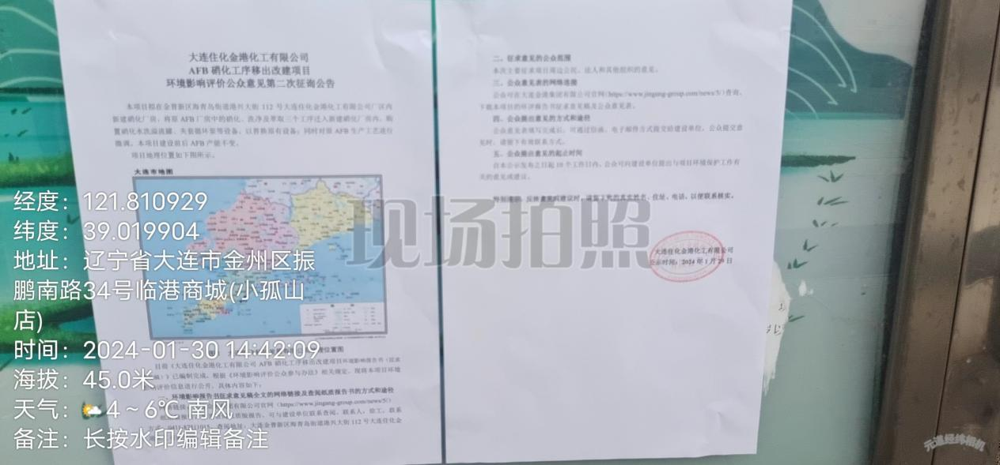 大连住化金港化工有限公司
AFB 硝化工序移出改建项目
环境影响评价公众意见第二次征询公告
本项目拟在金普新区海青岛街道港兴大街 112 号大连住化金港化工有限公司厂区内
新建硝化厂房，将原 AFB 厂房中的硝化、洗净及萃取三个工序迁入新建硝化厂房内，购
置硝化水洗溢流罐、夹套循环泵等设备，以替换原有设备；同时对原 AFB 生产工艺进行
微调。本项目建设前后 AFB 产能不变。
项目地理位置如下图所示。
大连市地图
理位置图
目前《大连住化金港化工有限公司 AFB 硝化工序移出改建项目环境影响报告书（征求
稿）》已编制完成。根据《环境影响评价公众参与办法》相关规定，现将本项目环境
影响评价信息进行公开，具体内容如下：
一、环境影响报告书征求意见稿全文的网络链接及查阅纸质报告书的方式和途径
有限公司官网（https://www.jingang-group.com/news/5/）
纸质报告，可与建设单位联系查阅，联系人：徐工，联系
查阅地址：大连金普新区海青岛街道港兴大街 112 号大连住化金
二、征求意见的公众范围
本次主要征求项目周边公民、法人和其他组织的意见。
三、公众意见表的网络连接
公众可在大连金港集团有限公司官网（https://www.jingang-group.com/news/5/）查询、
下载本项目的环评报告书征求意见稿及公众意见表。
四、公众提出意见的方式和途径
公众意见表填写完成后，可通过信函、电子邮件方式提交给建设单位，公众提交意
见时，请留下有效联系方式。
五、公众提出意见的起止时间
自本公示发布之日起 10 个工作日内，公众可向建设单位提出与项目环境保护工作有
关的意见或建议。
特别提示：反映意见或建议时，请留下您的真实姓名、住址、电话，以便联系核实。
大连住化金港化工有限公司
公示时间：2024 年 1 月 29 日
现场拍照
经度：121.810929
纬度：39.019904
地址：辽宁省大连市金州区振
鹏南路34号临港商城(小孤山
店)
时间：2024-01-30 14:42:09
海拔：45.0米
天气：4～6℃ 南风
备注：长按水印编辑备注
元道经纬相机